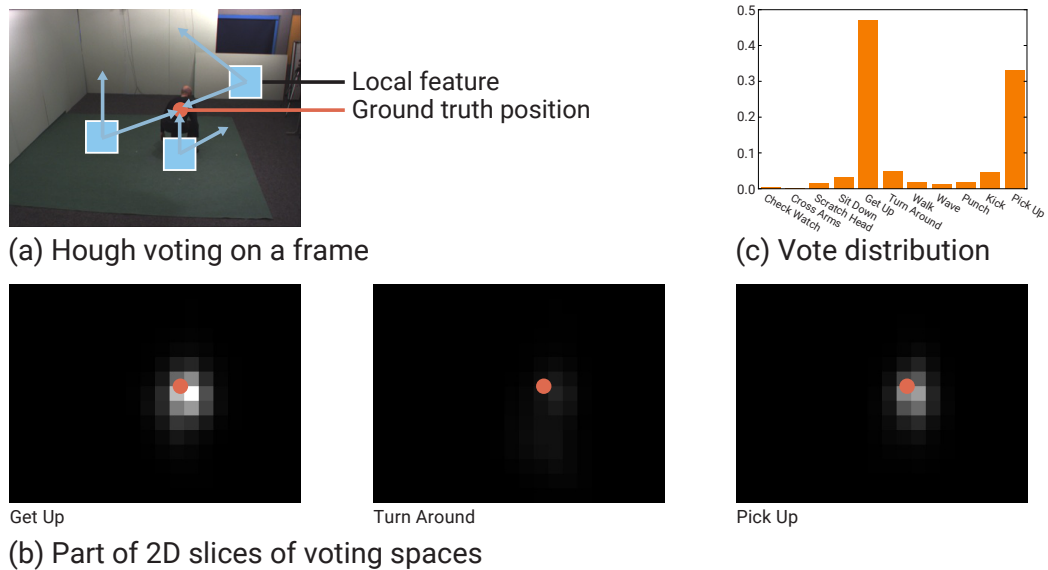 Local feature
Ground truth position
(a) Hough voting on a frame
0.5
0.4
0.3
0.2
0.1
0.0
Check Watch
Cross Arms
Scratch Head
Sit Down
Get Up
Turn Around
Walk
Wave
Punch
Kick
Pick Up
(c) Vote distribution
Get Up
Turn Around
Pick Up
(b) Part of 2D slices of voting spaces